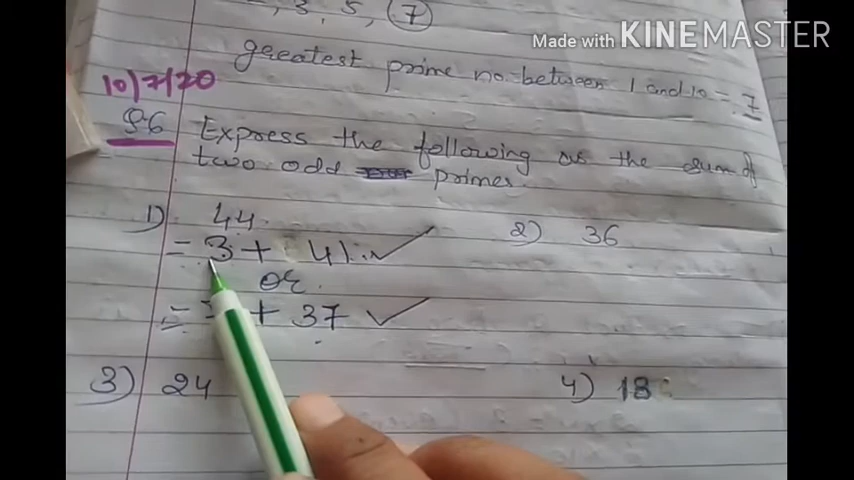 3, 5, 7
Made with KINEMASTER
greatest prime no. between 1 and 10 = 7
10/7/20
Q-6 Express the following as the sum of
two odd primes.
1) 44 2) 36
= 3 + 41
or
= + 37
3) 24 4) 18